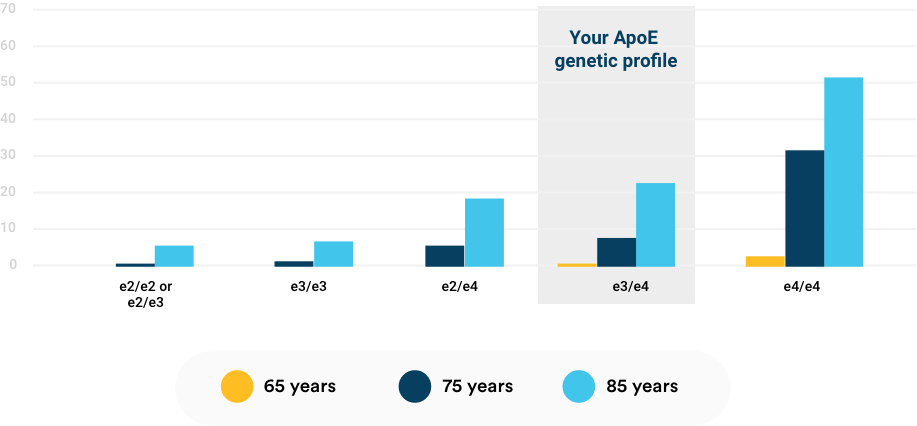 70
60
50
40
30
20
10
0
Your ApoE
genetic profile
e2/e2 or
e2/e3
e3/e3
e2/e4
e3/e4
e4/e4
65 years
75 years
85 years